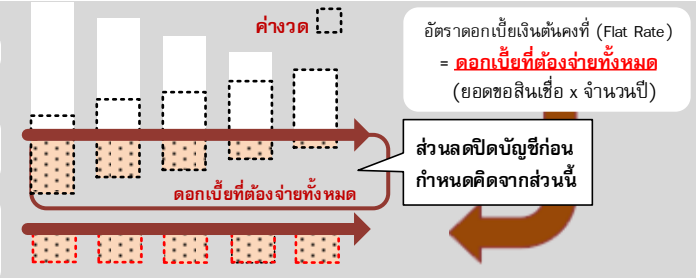 ค่างวด
อัตราดอกเบี้ยเงินต้นคงที่ (Flat Rate)
= ดอกเบี้ยที่ต้องจ่ายทั้งหมด
(ยอดขอสินเชื่อ x จำนวนปี)
ส่วนลดปิดบัญชีก่อน
กำหนดคิดจากส่วนนี้
ดอกเบี้ยที่ต้องจ่ายทั้งหมด